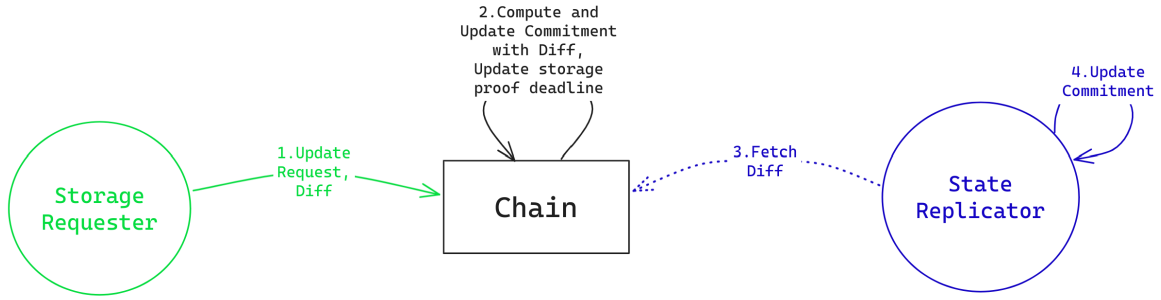 2.Compute and
Update Commitment
with Diff,
Update storage
proof deadline
4.Update
Commitment
1.Update
Request,
Diff
3.Fetch
Diff
Storage
Requester
Chain
State
Replicator